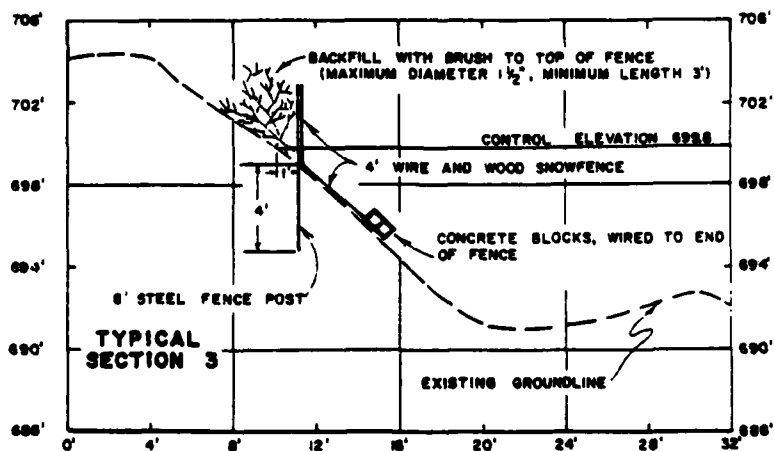 706'
706'
BACKFILL WITH BRUSH TO TOP OF FENCE
(MAXIMUM DIAMETER 1 1/2", MINIMUM LENGTH 3')
702'
702'
CONTROL ELEVATION 699.8
4' WIRE AND WOOD SNOWFENCE
698'
1'
698'
4'
CONCRETE BLOCKS, WIRED TO END
OF FENCE
694'
694'
8' STEEL FENCE POST
TYPICAL
SECTION 3
690'
690'
EXISTING GROUNDLINE
686'
686'
0'
4'
8'
12'
16'
20'
24'
28'
32'